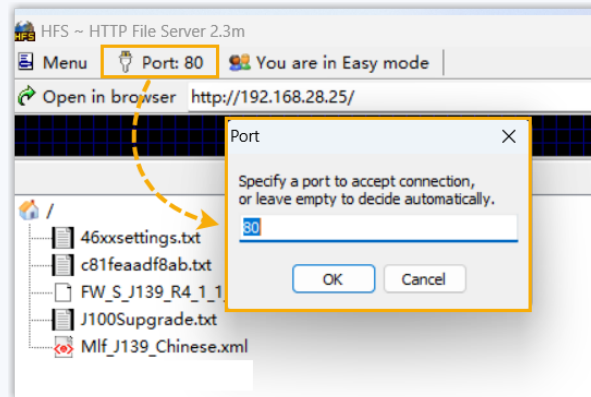 HFS ~ HTTP File Server 2.3m
Menu
Port: 80
You are in Easy mode
Open in browser
http://192.168.28.25/
Port
Specify a port to accept connection,
or leave empty to decide automatically.
80
OK
Cancel
/
46xxsettings.txt
c81feaadf8ab.txt
FW_S_J139_R4_1_1
J100Supgrade.txt
Mlf_J139_Chinese.xml